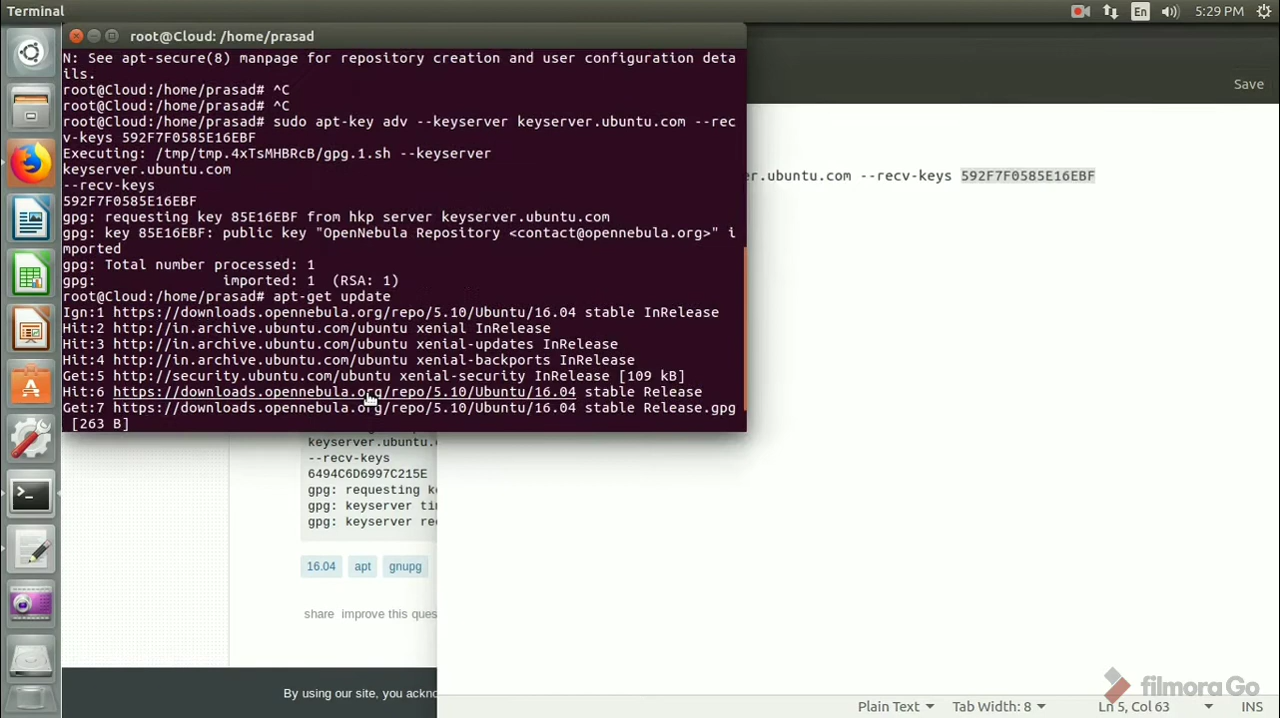 Terminal
En
5:29 PM
root@Cloud: /home/prasad
N: See apt-secure(8) manpage for repository creation and user configuration deta
ils.
root@Cloud:/home/prasad# ^C
root@Cloud:/home/prasad# ^C
root@Cloud:/home/prasad# sudo apt-key adv --keyserver keyserver.ubuntu.com --rec
v-keys 592F7F0585E16EBF
Executing: /tmp/tmp.4xTsMHBRcB/gpg.1.sh --keyserver
keyserver.ubuntu.com
--recv-keys
592F7F0585E16EBF
gpg: requesting key 85E16EBF from hkp server keyserver.ubuntu.com
gpg: key 85E16EBF: public key "OpenNebula Repository <contact@opennebula.org>" i
mported
gpg: Total number processed: 1
gpg:               imported: 1  (RSA: 1)
root@Cloud:/home/prasad# apt-get update
Ign:1 https://downloads.opennebula.org/repo/5.10/Ubuntu/16.04 stable InRelease
Hit:2 http://in.archive.ubuntu.com/ubuntu xenial InRelease
Hit:3 http://in.archive.ubuntu.com/ubuntu xenial-updates InRelease
Hit:4 http://in.archive.ubuntu.com/ubuntu xenial-backports InRelease
Get:5 http://security.ubuntu.com/ubuntu xenial-security InRelease [109 kB]
Hit:6 https://downloads.opennebula.org/repo/5.10/Ubuntu/16.04 stable Release
Get:7 https://downloads.opennebula.org/repo/5.10/Ubuntu/16.04 stable Release.gpg
[263 B]
Save
er.ubuntu.com --recv-keys 592F7F0585E16EBF
keyserver.ubuntu.
--recv-keys
6494C6D6997C215E
gpg: requesting k
gpg: keyserver ti
gpg: keyserver re
16.04 apt gnupg
share improve this ques
By using our site, you ackno
filmoraGo
Plain Text Tab Width: 8 Ln 5, Col 63 INS